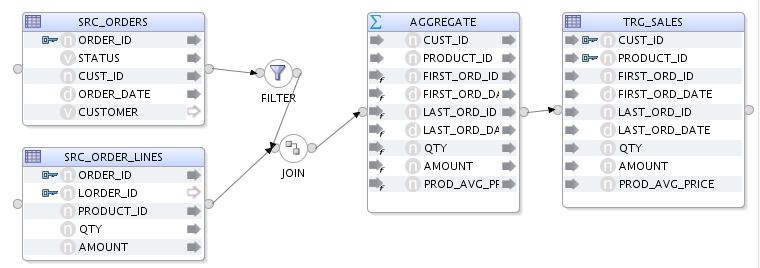 SRC_ORDERS
ORDER_ID
STATUS
CUST_ID
ORDER_DATE
CUSTOMER
SRC_ORDER_LINES
ORDER_ID
LORDER_ID
PRODUCT_ID
QTY
AMOUNT
FILTER
JOIN
AGGREGATE
CUST_ID
PRODUCT_ID
FIRST_ORD_ID
FIRST_ORD_DA
LAST_ORD_ID
LAST_ORD_DA
QTY
AMOUNT
PROD_AVG_PF
TRG_SALES
CUST_ID
PRODUCT_ID
FIRST_ORD_ID
FIRST_ORD_DATE
LAST_ORD_ID
LAST_ORD_DATE
QTY
AMOUNT
PROD_AVG_PRICE